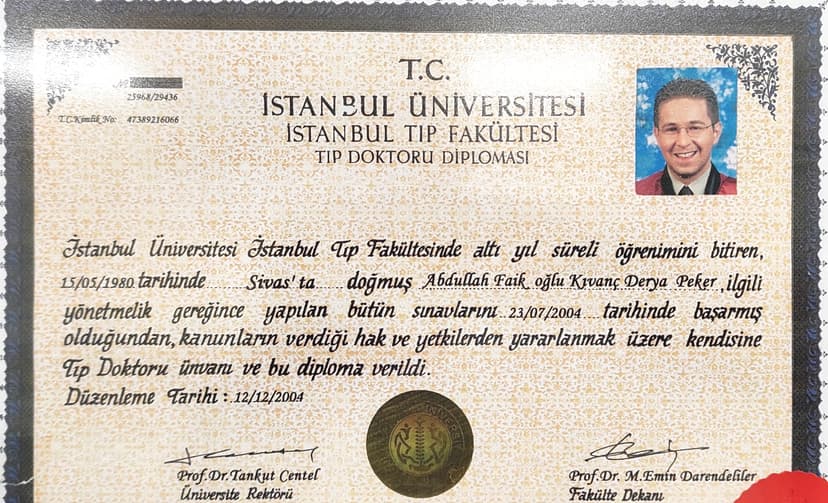 25968/29436
T.C.Kimlik No: 47389216066
T.C.
İSTANBUL ÜNİVERSİTESİ
İSTANBUL TIP FAKÜLTESİ
TIP DOKTORU DİPLOMASI
İstanbul Üniversitesi İstanbul Tıp Fakültesinde altı yıl süreli öğrenimini bitiren,
15/05/1980 tarihinde Sivas'ta doğmuş Abdullah Faik oğlu Kıvanç Derya Peker, ilgili
yönetmelik gereğince yapılan bütün sınavlarını 23/07/2004 tarihinde başarmış
olduğundan, kanunların verdiği hak ve yetkilerden yararlanmak üzere kendisine
Tıp Doktoru ünvanı ve bu diploma verildi.
Düzenleme Tarihi : 12/12/2004
Prof.Dr.Tankut Centel
Üniversite Rektörü
Prof.Dr. M.Emin Darendeliler
Fakülte Dekanı